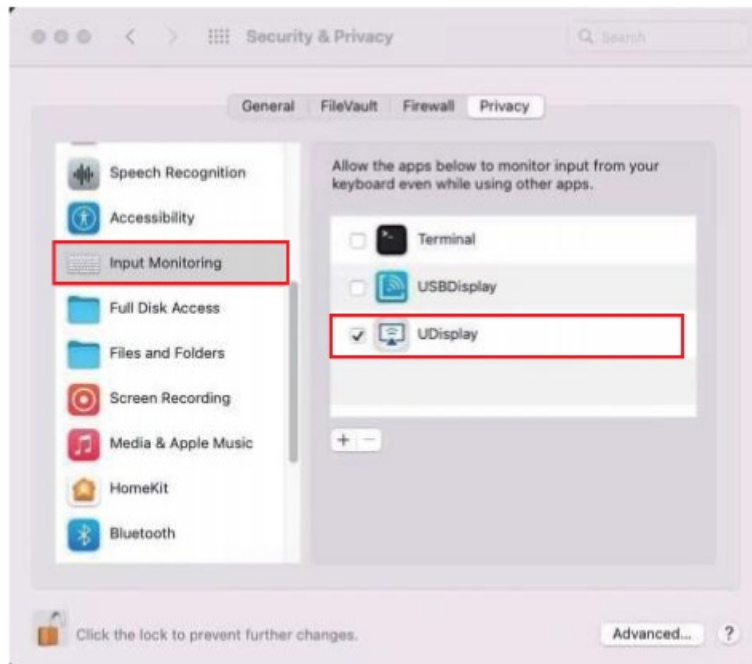 Security & Privacy
Search
General FileVault Firewall Privacy
Speech Recognition
Accessibility
Input Monitoring
Full Disk Access
Files and Folders
Screen Recording
Media & Apple Music
HomeKit
Bluetooth
Allow the apps below to monitor input from your
keyboard even while using other apps.
Terminal
USBDisplay
UDisplay
+ −
Click the lock to prevent further changes.
Advanced... ?